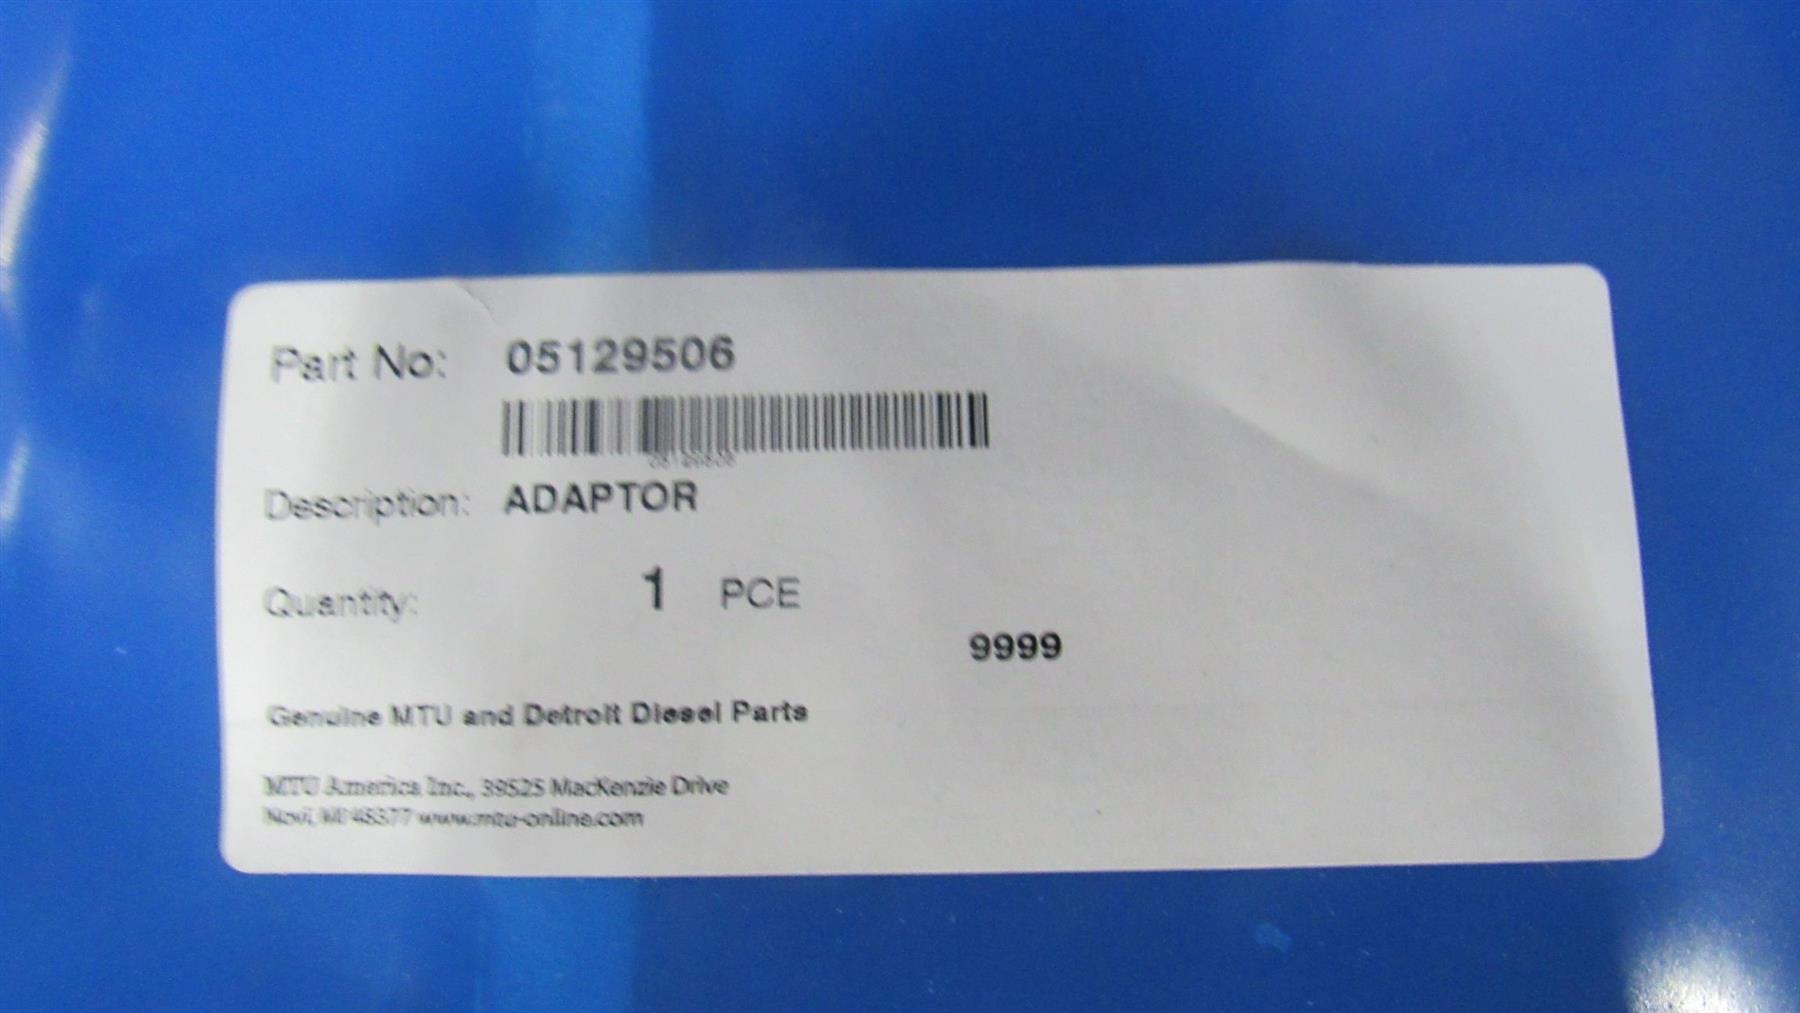 Part No: 05129506
05129506
Description: ADAPTOR
Quantity: 1 PCE
9999
Genuine MTU and Detroit Diesel Parts
MTU America Inc., 39525 MacKenzie Drive
Novi, MI 48377 www.mtu-online.com